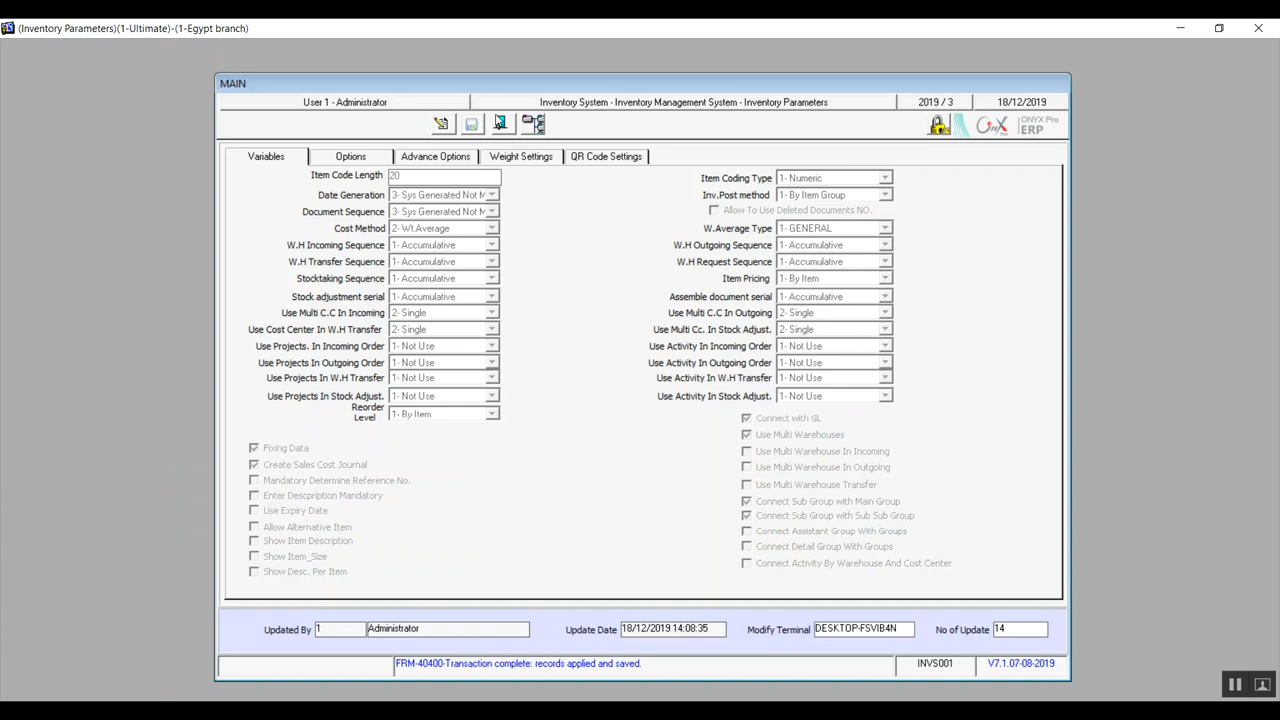 (Inventory Parameters)(1-Ultimate)-(1-Egypt branch)
MAIN
User 1 - Administrator
Inventory System - Inventory Management System - Inventory Parameters
2019 / 3
18/12/2019
OnX
ONYX Pro
ERP
Variables
Options
Advance Options
Weight Settings
QR Code Settings
Item Code Length 20
Item Coding Type 1- Numeric
Date Generation 3- Sys Generated Not M
Inv.Post method 1- By Item Group
Document Sequence 3- Sys Generated Not M
Allow To Use Deleted Documents NO.
Cost Method 2- Wt.Average
W.Average Type 1- GENERAL
W.H Incoming Sequence 1- Accumulative
W.H Outgoing Sequence 1- Accumulative
W.H Transfer Sequence 1- Accumulative
W.H Request Sequence 1- Accumulative
Stocktaking Sequence 1- Accumulative
Item Pricing 1- By Item
Stock adjustment serial 1- Accumulative
Assemble document serial 1- Accumulative
Use Multi C.C In Incoming 2- Single
Use Multi C.C In Outgoing 2- Single
Use Cost Center In W.H Transfer 2- Single
Use Multi Cc. In Stock Adjust. 2- Single
Use Projects. In Incoming Order 1- Not Use
Use Activity In Incoming Order 1- Not Use
Use Projects In Outgoing Order 1- Not Use
Use Activity In Outgoing Order 1- Not Use
Use Projects In W.H Transfer 1- Not Use
Use Activity In W.H Transfer 1- Not Use
Use Projects In Stock Adjust. 1- Not Use
Use Activity In Stock Adjust. 1- Not Use
Reorder
Level 1- By Item
Connect with GL
Use Multi Warehouses
Fixing Data
Use Multi Warehouse In Incoming
Create Sales Cost Journal
Use Multi Warehouse In Outgoing
Mandatory Determine Reference No.
Use Multi Warehouse Transfer
Enter Descpription Mandatory
Connect Sub Group with Main Group
Use Expiry Date
Connect Sub Group with Sub Sub Group
Allow Alternative Item
Connect Assistant Group With Groups
Show Item Description
Connect Detail Group With Groups
Show Item_Size
Connect Activity By Warehouse And Cost Center
Show Desc. Per Item
Updated By 1 Administrator
Update Date 18/12/2019 14:08:35
Modify Terminal DESKTOP-FSVIB4N
No of Update 14
FRM-40400-Transaction complete: records applied and saved.
INVS001
V7.1.07-08-2019